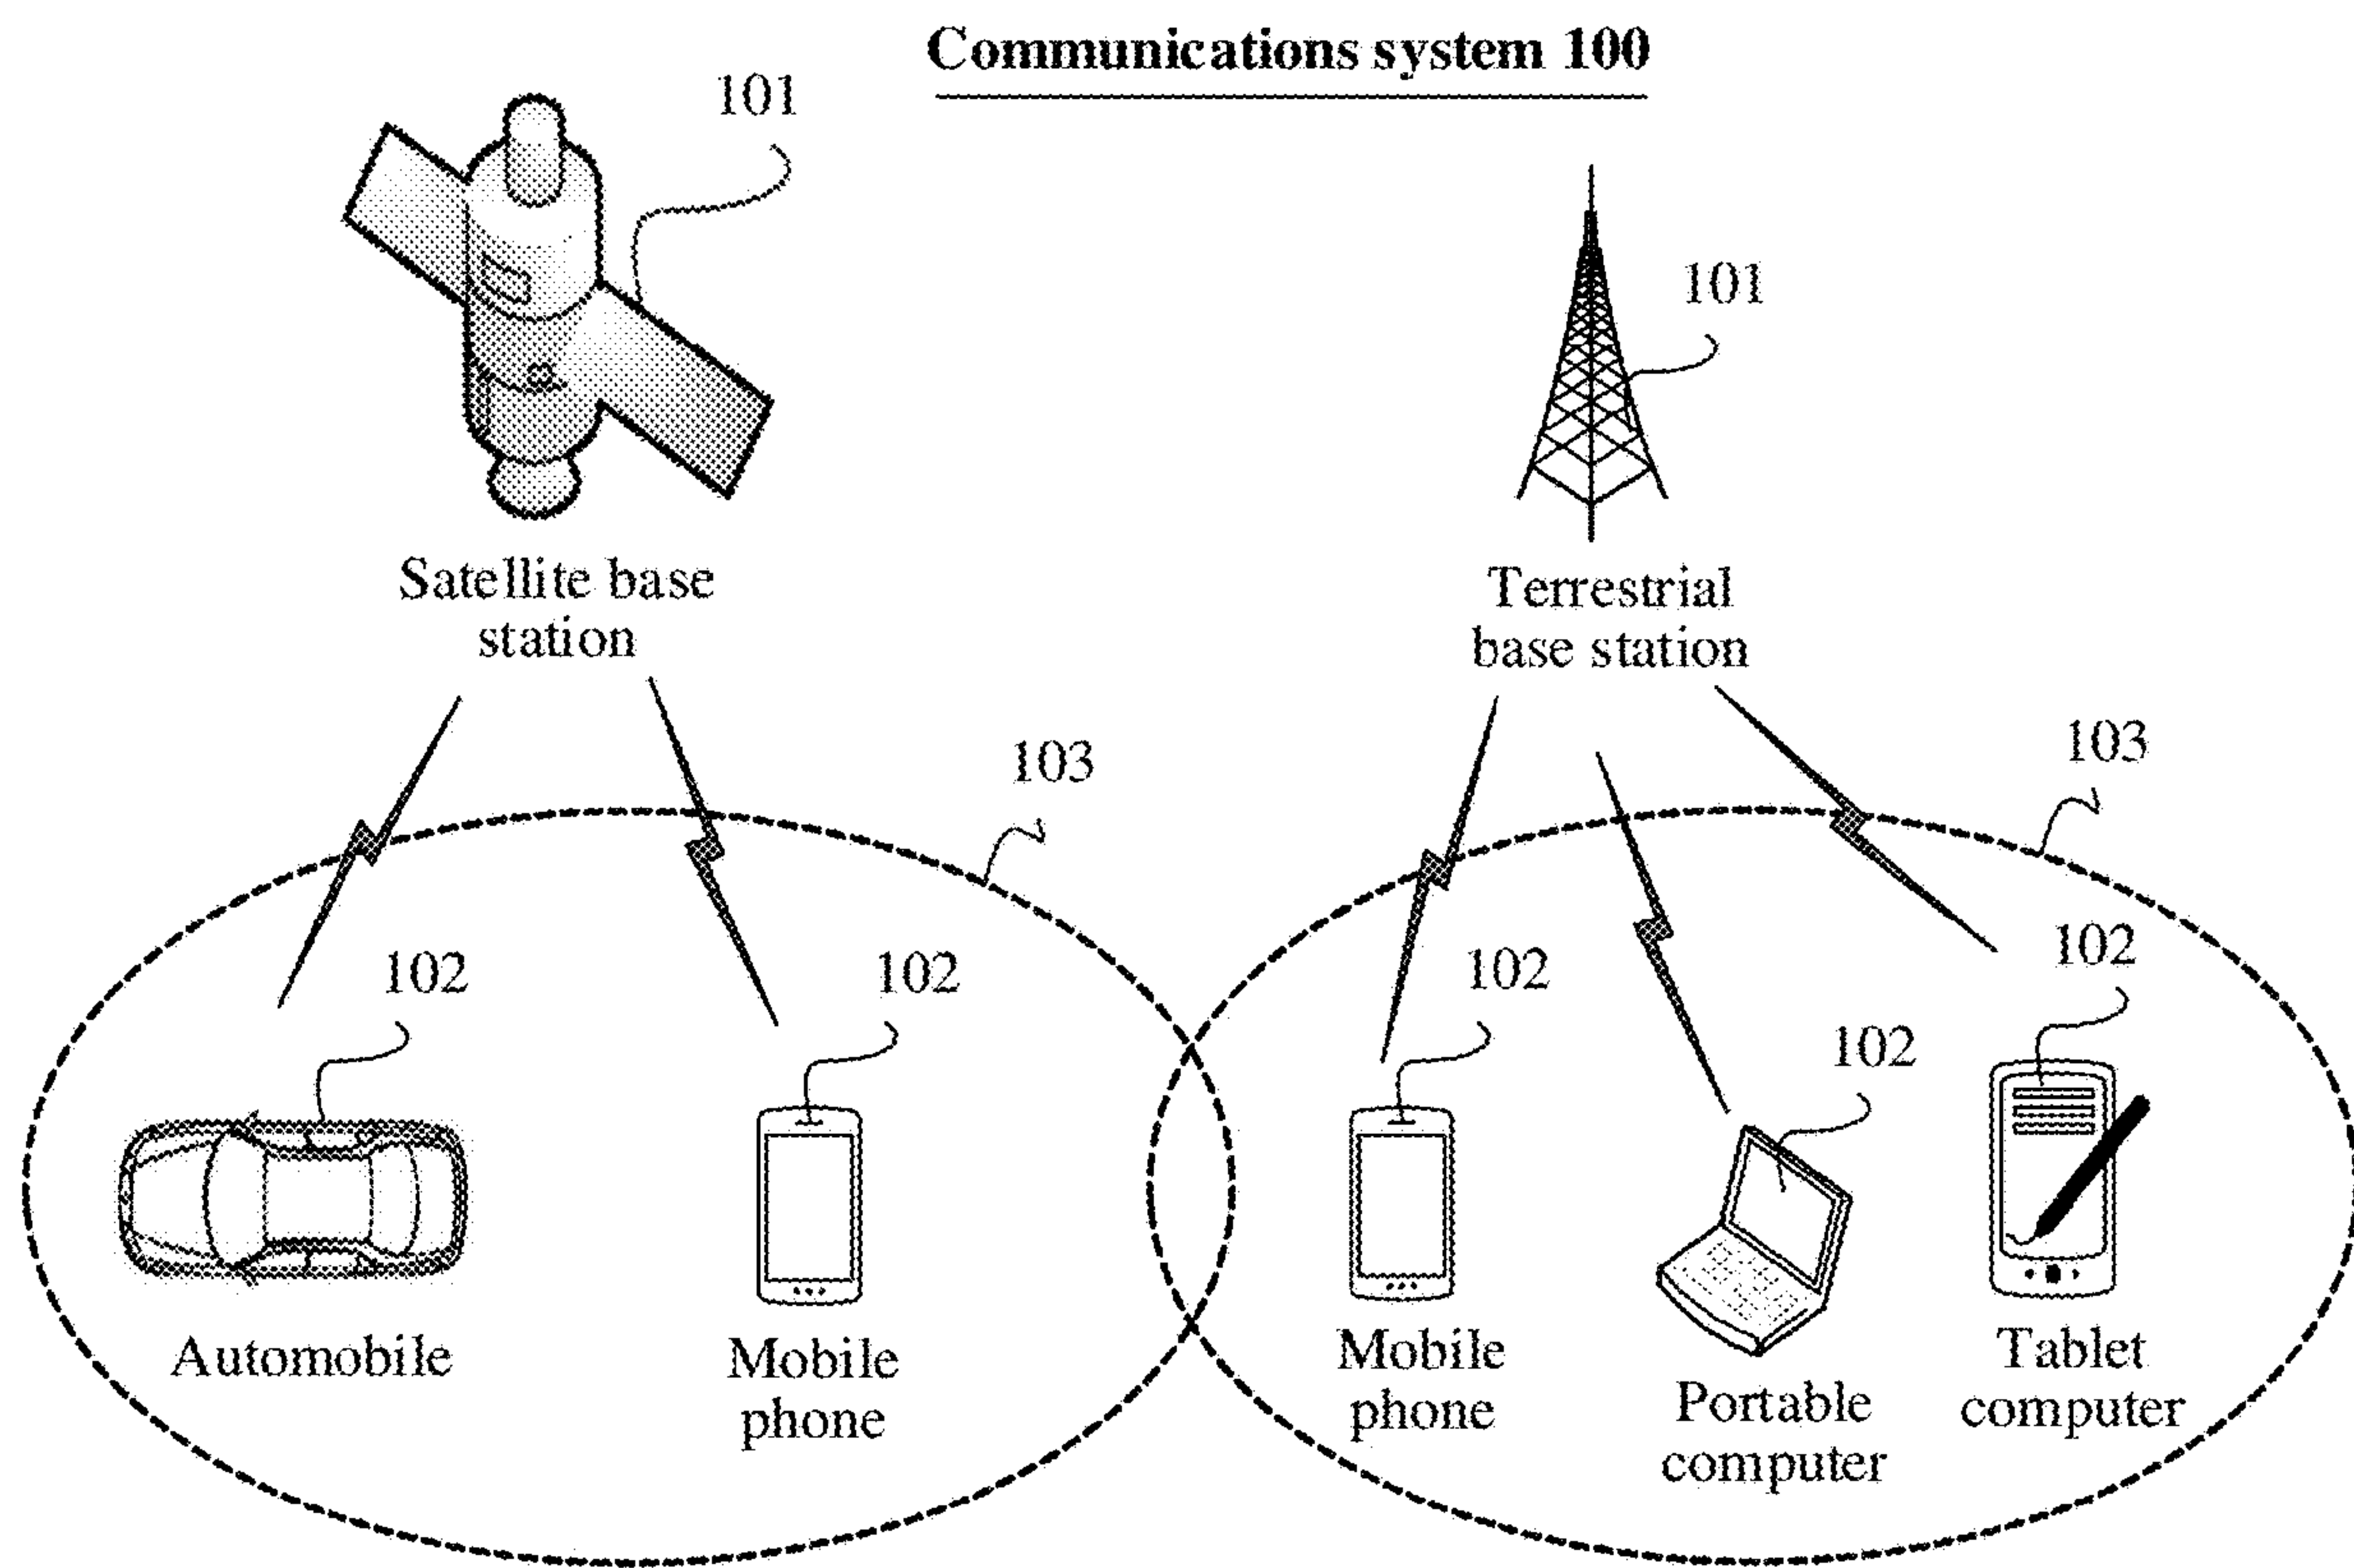 Communications system 100
101
101
Satellite base
station
Terrestrial
base station
103
103
102
102
102
102
102
Automobile
Mobile
phone
Mobile
phone
Portable
computer
Tablet
computer